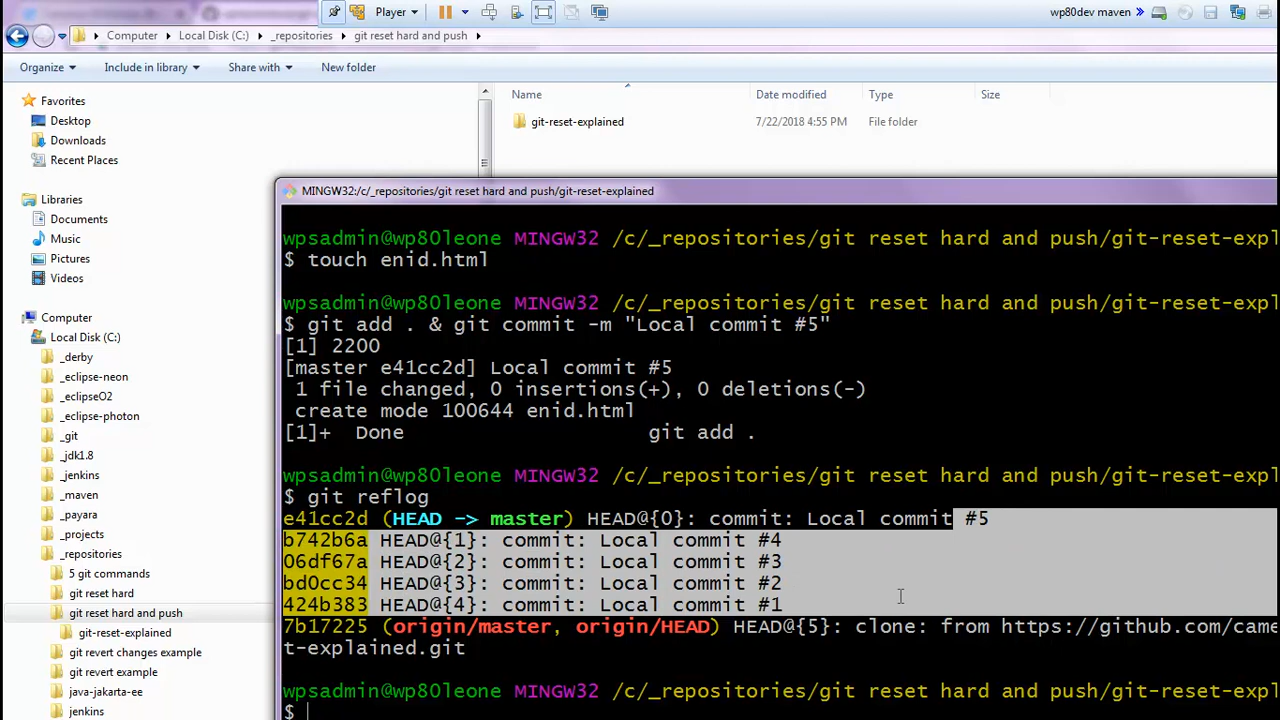 Player
wp80dev maven »
Computer Local Disk (C:) _repositories git reset hard and push
Organize Include in library Share with New folder
Favorites
Desktop
Downloads
Recent Places
Libraries
Documents
Music
Pictures
Videos
Computer
Local Disk (C:)
_derby
_eclipse-neon
_eclipseO2
_eclipse-photon
_git
_jdk1.8
_jenkins
_maven
_payara
_projects
_repositories
5 git commands
git reset hard
git reset hard and push
git-reset-explained
git revert changes example
git revert example
java-jakarta-ee
jenkins
Name Date modified Type Size
git-reset-explained 7/22/2018 4:55 PM File folder
MINGW32:/c/_repositories/git reset hard and push/git-reset-explained
wpsadmin@wp80leone MINGW32 /c/_repositories/git reset hard and push/git-reset-expl
$ touch enid.html
wpsadmin@wp80leone MINGW32 /c/_repositories/git reset hard and push/git-reset-expl
$ git add . & git commit -m "Local commit #5"
[1] 2200
[master e41cc2d] Local commit #5
1 file changed, 0 insertions(+), 0 deletions(-)
create mode 100644 enid.html
[1]+ Done git add .
wpsadmin@wp80leone MINGW32 /c/_repositories/git reset hard and push/git-reset-expl
$ git reflog
e41cc2d (HEAD -> master) HEAD@{0}: commit: Local commit #5
b742b6a HEAD@{1}: commit: Local commit #4
06df67a HEAD@{2}: commit: Local commit #3
bd0cc34 HEAD@{3}: commit: Local commit #2
424b383 HEAD@{4}: commit: Local commit #1
7b17225 (origin/master, origin/HEAD) HEAD@{5}: clone: from https://github.com/came
t-explained.git
wpsadmin@wp80leone MINGW32 /c/_repositories/git reset hard and push/git-reset-expl
$